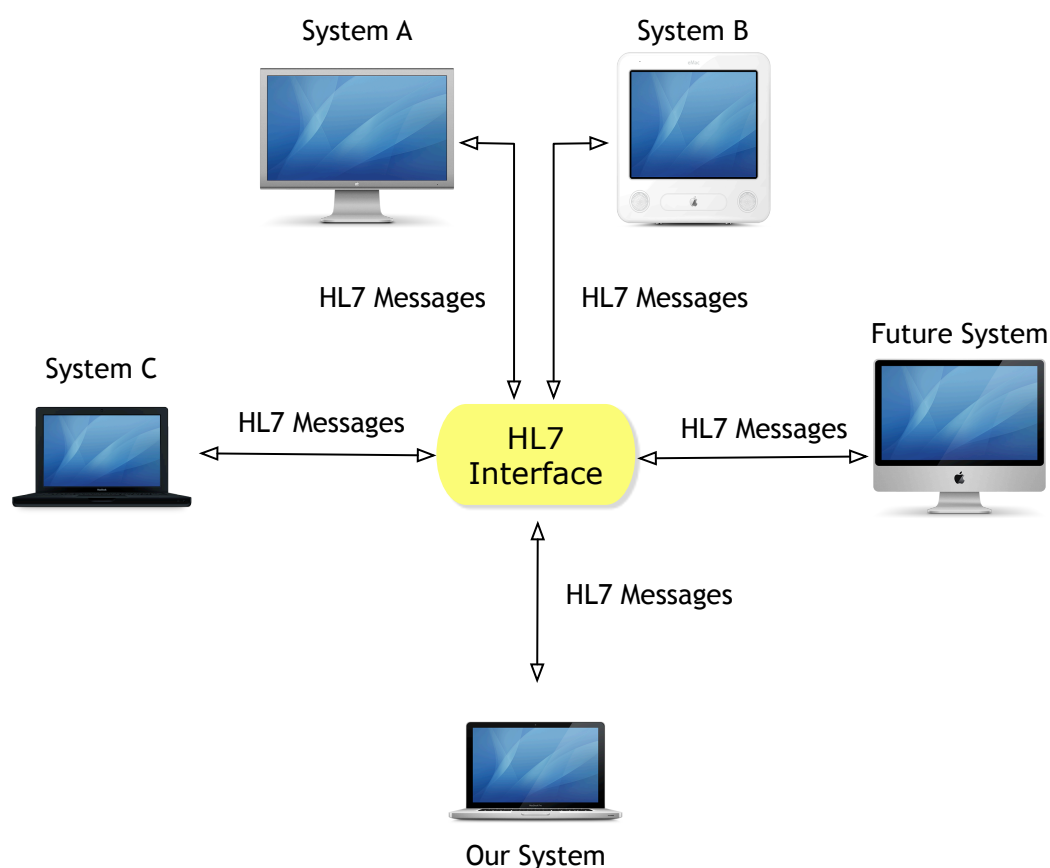 System A
System B
HL7 Messages
HL7 Messages
Future System
System C
HL7 Messages
HL7 Messages
HL7
Interface
HL7 Messages
Our System